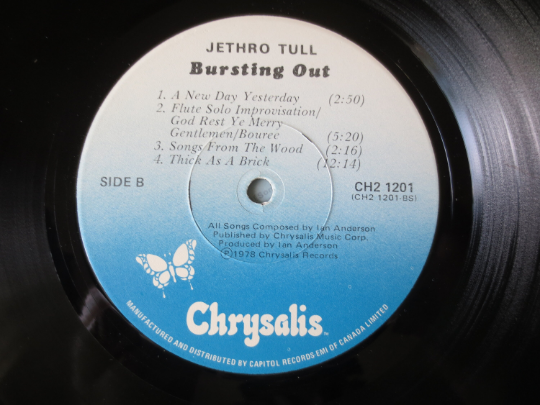 JETHRO TULL
Bursting Out
1. A New Day Yesterday (2:50)
2. Flute Solo Improvisation/
God Rest Ye Merry
Gentlemen/Bouree (5:20)
3. Songs From The Wood (2:16)
4. Thick As A Brick (12:14)
SIDE B
CH2 1201
(CH2 1201-BS)
All Songs Composed by Ian Anderson
Published by Chrysalis Music Corp.
Produced by Ian Anderson
(P)1978 Chrysalis Records
Chrysalis™
MANUFACTURED AND DISTRIBUTED BY CAPITOL RECORDS-EMI OF CANADA LIMITED